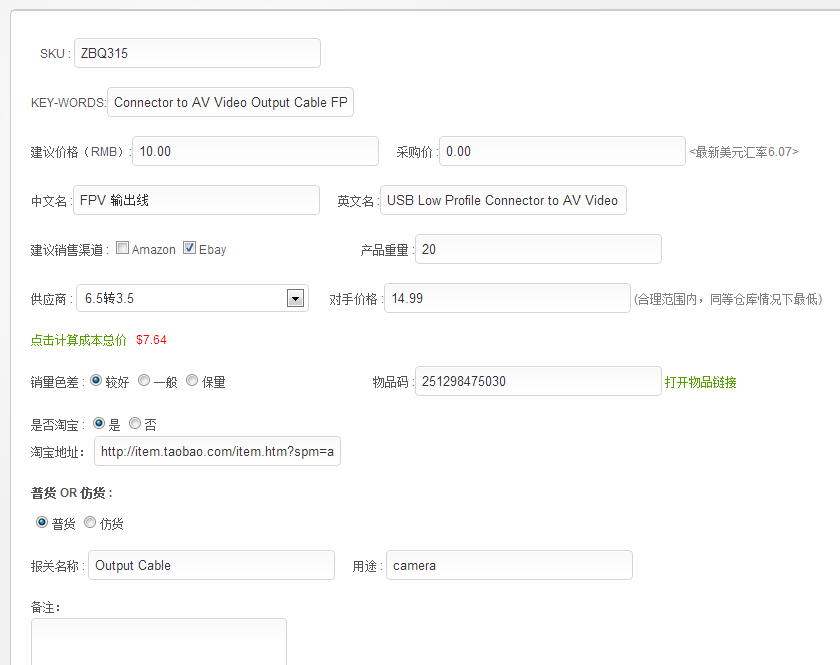 SKU : ZBQ315
KEY-WORDS: Connector to AV Video Output Cable FP
建议价格（RMB）: 10.00 采购价 : 0.00 <最新美元汇率6.07>
中文名 : FPV 输出线 英文名 : USB Low Profile Connector to AV Video
建议销售渠道 : Amazon Ebay 产品重量 : 20
供应商 : 6.5转3.5 对手价格 : 14.99 (合理范围内，同等仓库情况下最低)
点击计算成本总价 $7.64
销量色差 : 较好 一般 保量 物品码 : 251298475030 打开物品链接
是否淘宝 : 是 否
淘宝地址： http://item.taobao.com/item.htm?spm=a
普货 OR 仿货 :
普货 仿货
报关名称 : Output Cable 用途 : camera
备注：